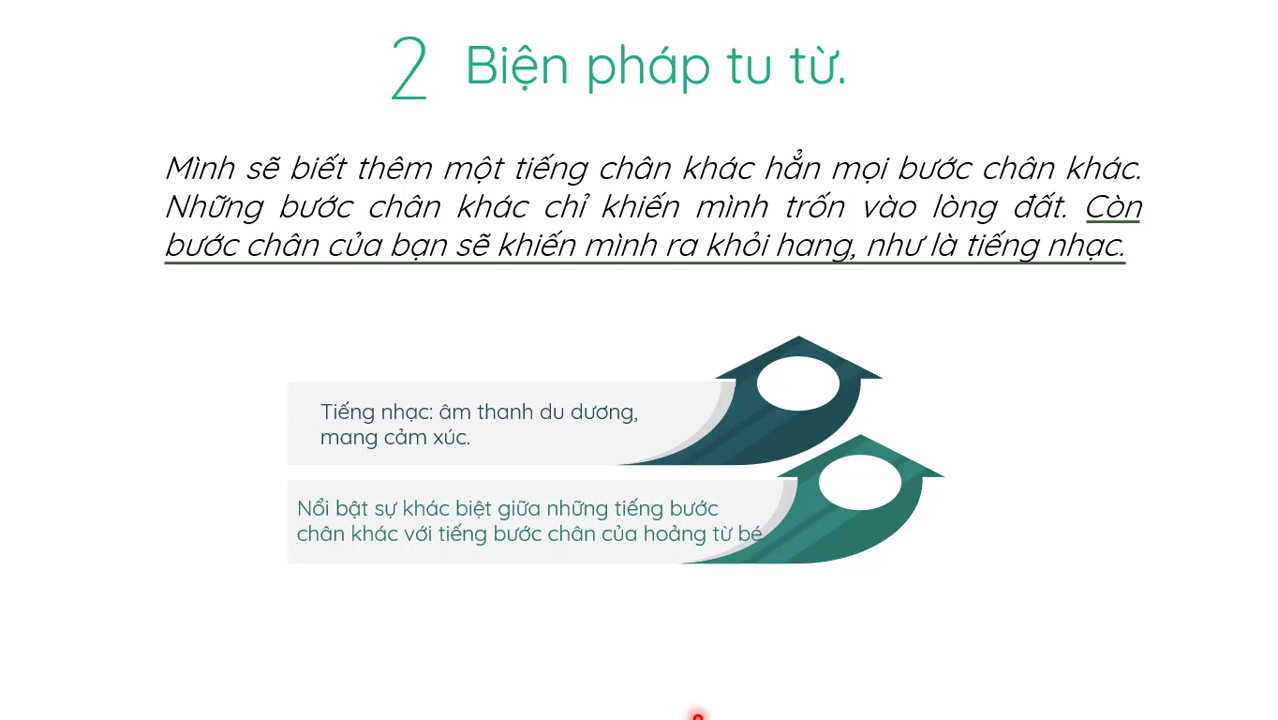 2 Biện pháp tu từ.
Mình sẽ biết thêm một tiếng chân khác hẳn mọi bước chân khác.
Những bước chân khác chỉ khiến mình trốn vào lòng đất. Còn
bước chân của bạn sẽ khiến mình ra khỏi hang, như là tiếng nhạc.
Tiếng nhạc: âm thanh du dương,
mang cảm xúc.
Nổi bật sự khác biệt giữa những tiếng bước
chân khác với tiếng bước chân của hoảng từ bé